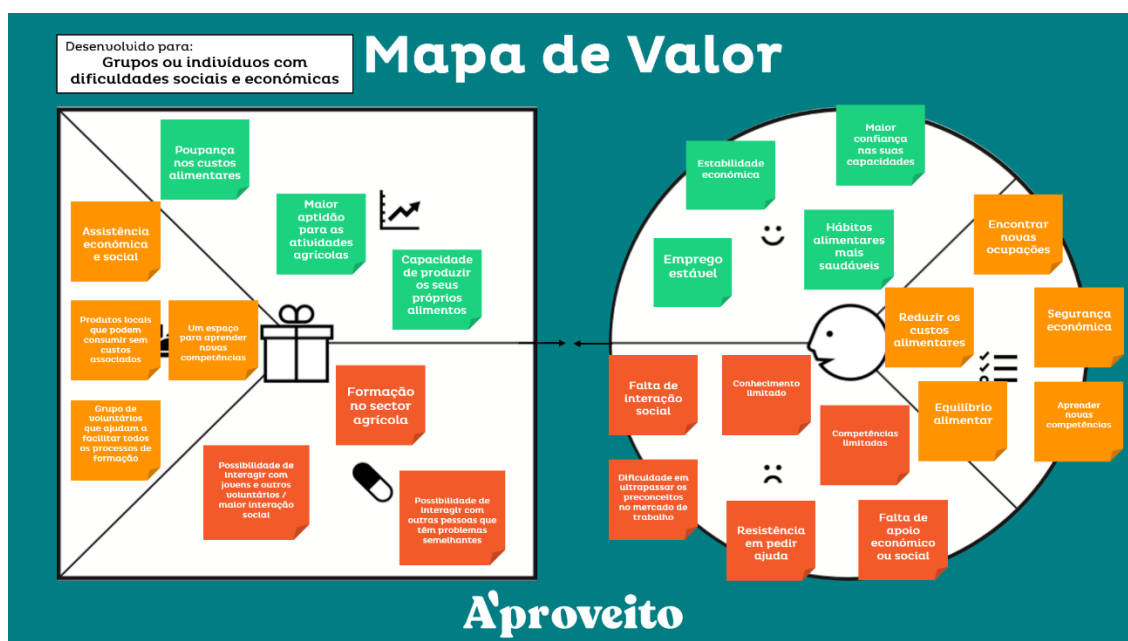 Desenvolvido para:
Grupos ou indivíduos com
dificuldades sociais e económicas
Mapa de Valor
Poupança
nos custos
alimentares
Maior
aptidão
para as
atividades
agrícolas
Capacidade
de produzir
os seus
próprios
alimentos
Assistência
económica
e social
Produtos locais
que podem
consumir sem
custos
associados
Um espaço
para aprender
novas
competências
Grupo de
voluntários
que ajudam a
facilitar todos
os processos de
formação
Formação
no sector
agrícola
Possibilidade de
interagir com
jovens e outros
voluntários /
maior interação
social
Possibilidade de
interagir com
outras pessoas que
têm problemas
semelhantes
Maior
confiança
nas suas
capacidades
Estabilidade
económica
Hábitos
alimentares
mais
saudáveis
Emprego
estável
Encontrar
novas
ocupações
Reduzir os
custos
alimentares
Segurança
económica
Equilíbrio
alimentar
Aprender
novas
competências
Falta de
interação
social
Conhecimento
limitado
Competências
limitadas
Dificuldade em
ultrapassar os
preconceitos
no mercado de
trabalho
Resistência
em pedir
ajuda
Falta de
apoio
económico
ou social
A'proveito